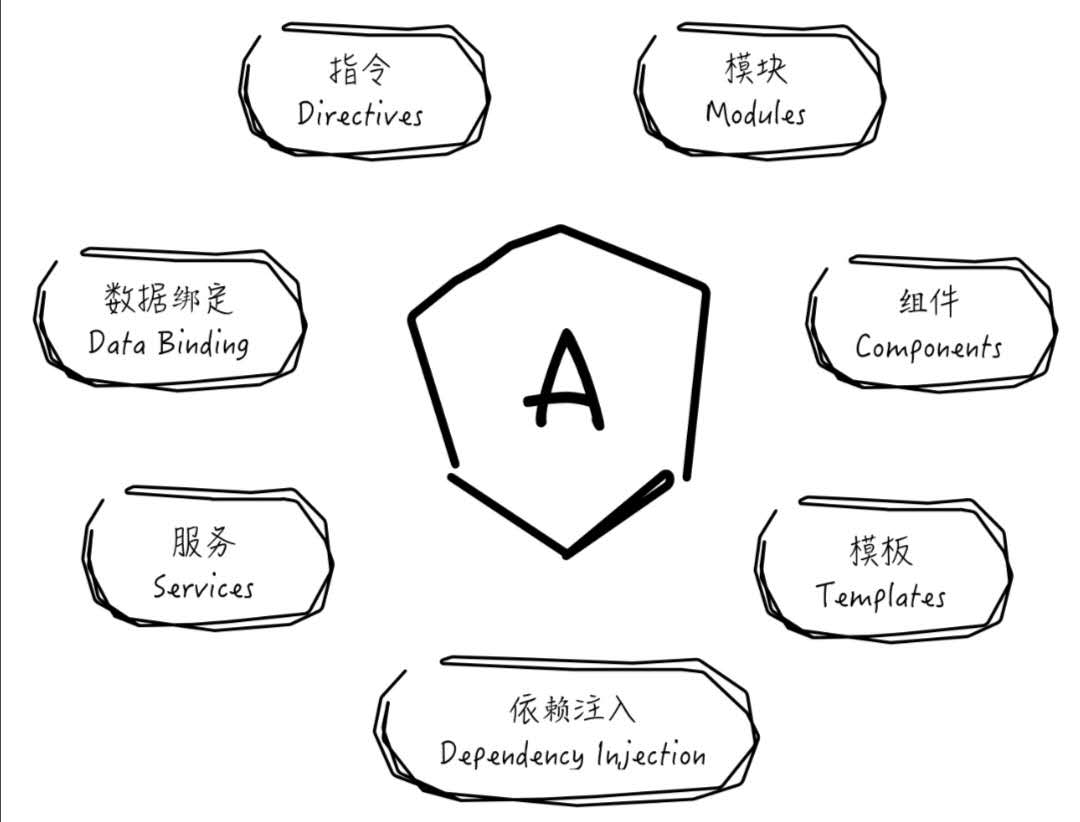 指令
Directives
模块
Modules
数据绑定
Data Binding
组件
Components
A
服务
Services
模板
Templates
依赖注入
Dependency Injection